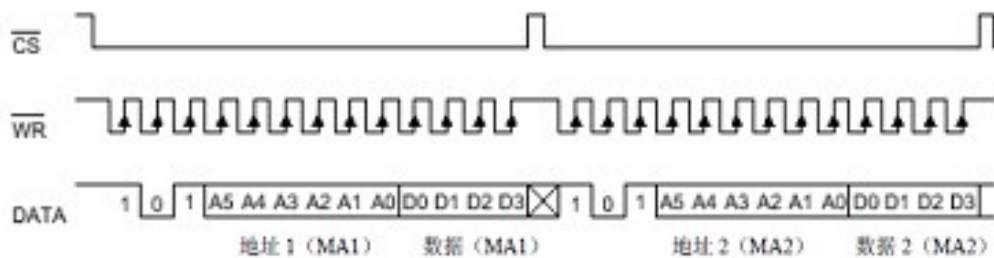 CS
WR
DATA 1 0 1 A5 A4 A3 A2 A1 A0 D0 D1 D2 D3 1 0 1 A5 A4 A3 A2 A1 A0 D0 D1 D2 D3
地址 1（MA1） 数据（MA1） 地址 2（MA2） 数据 2（MA2）